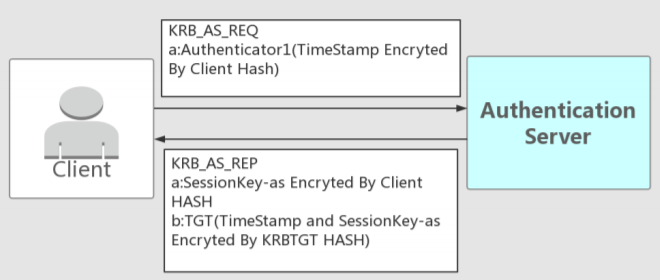 KRB_AS_REQ
a:Authenticator1(TimeStamp Encryted
By Client Hash)
Client
Authentication
Server
KRB_AS_REP
a:SessionKey-as Encryted By Client
HASH
b:TGT(TimeStamp and SessionKey-as
Encryted By KRBTGT HASH)